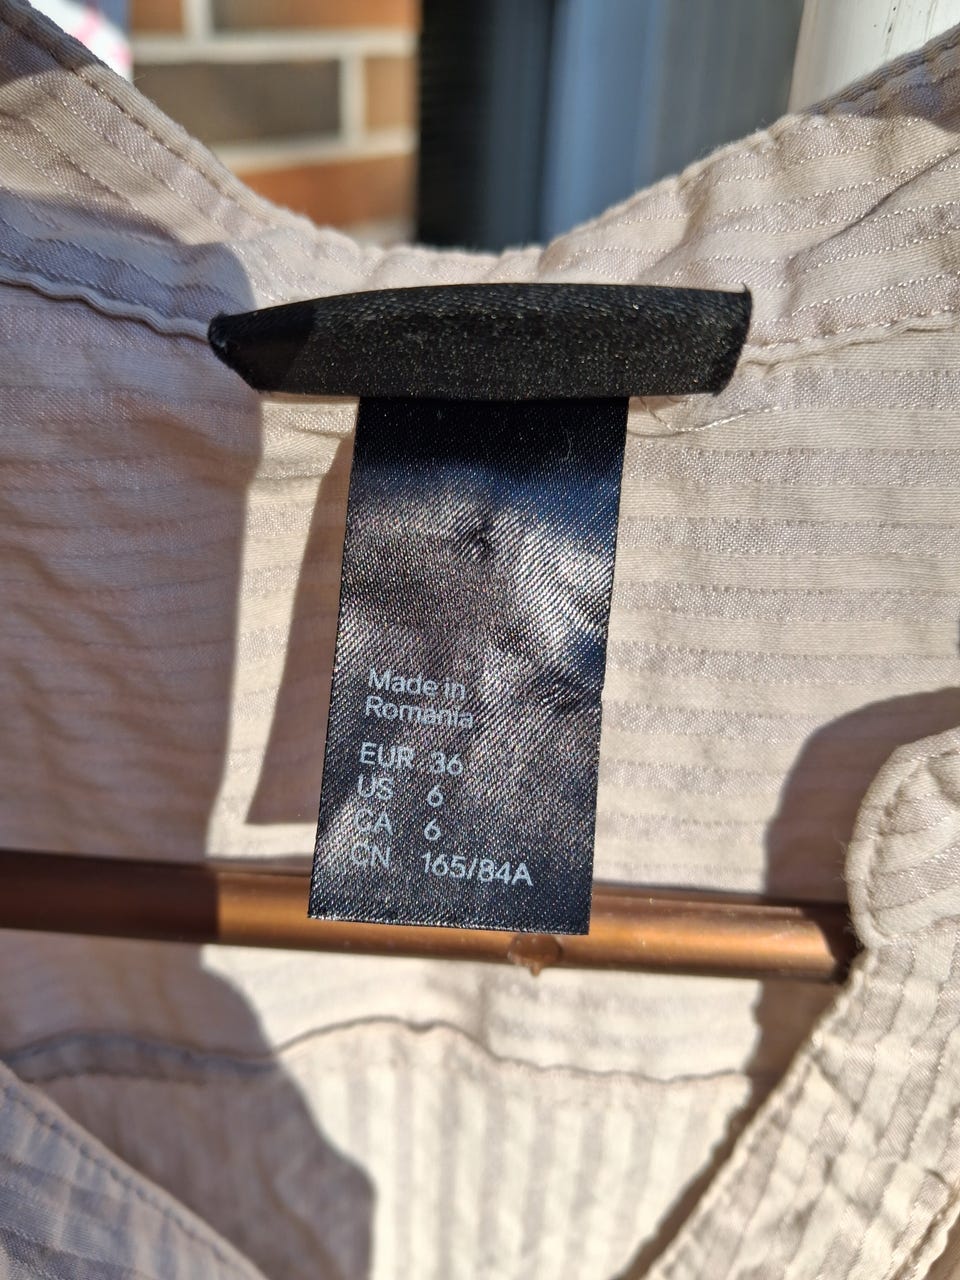 Made in
Romania
EUR 36
US 6
CA 6
CN 165/84A